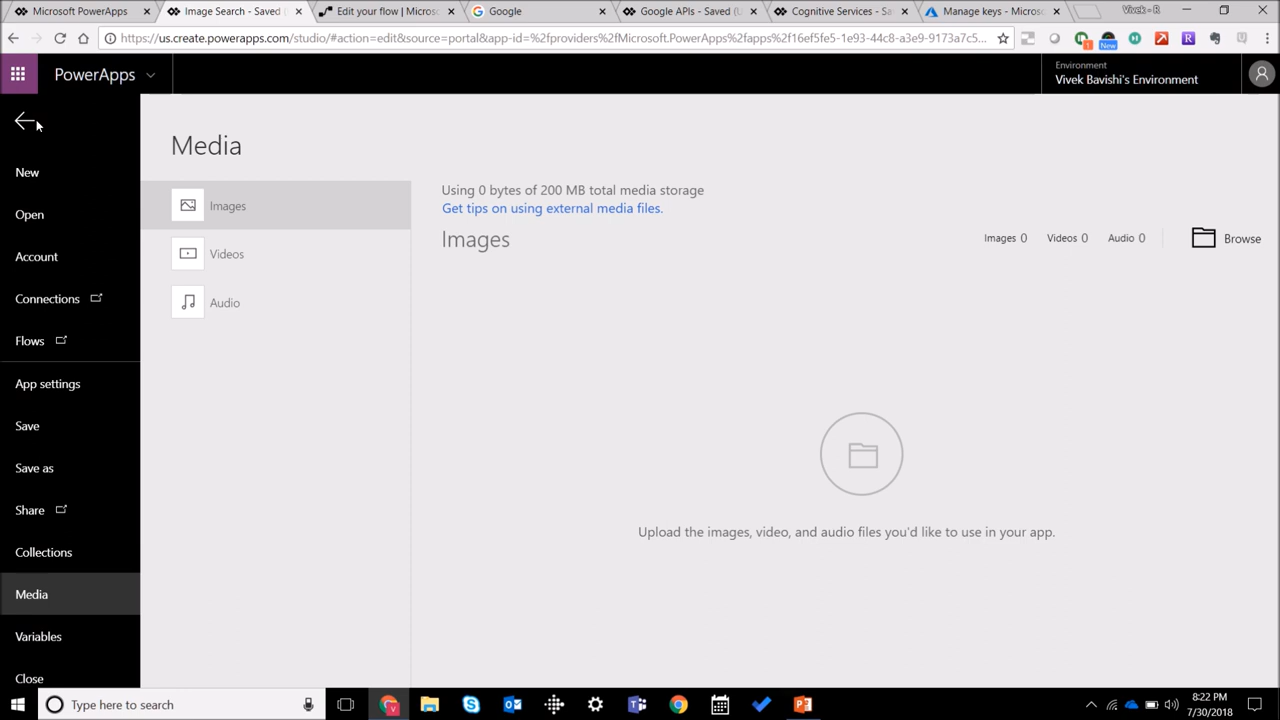 Microsoft PowerApps
Image Search - Saved (
Edit your flow | Microso
Google
Google APIs - Saved (U
Cognitive Services - Sa
Manage keys - Microso
Vivek - R
https://us.create.powerapps.com/studio/#action=edit&source=portal&app-id=%2fproviders%2fMicrosoft.PowerApps%2fapps%2f16ef5fe5-1e93-44c8-a3e9-9173a7c5...
1
New
PowerApps
Environment
Vivek Bavishi's Environment
New
Open
Account
Connections
Flows
App settings
Save
Save as
Share
Collections
Media
Variables
Close
Media
Images
Videos
Audio
Using 0 bytes of 200 MB total media storage
Get tips on using external media files.
Images
Images 0
Videos 0
Audio 0
Browse
Upload the images, video, and audio files you'd like to use in your app.
Type here to search
8:22 PM
7/30/2018